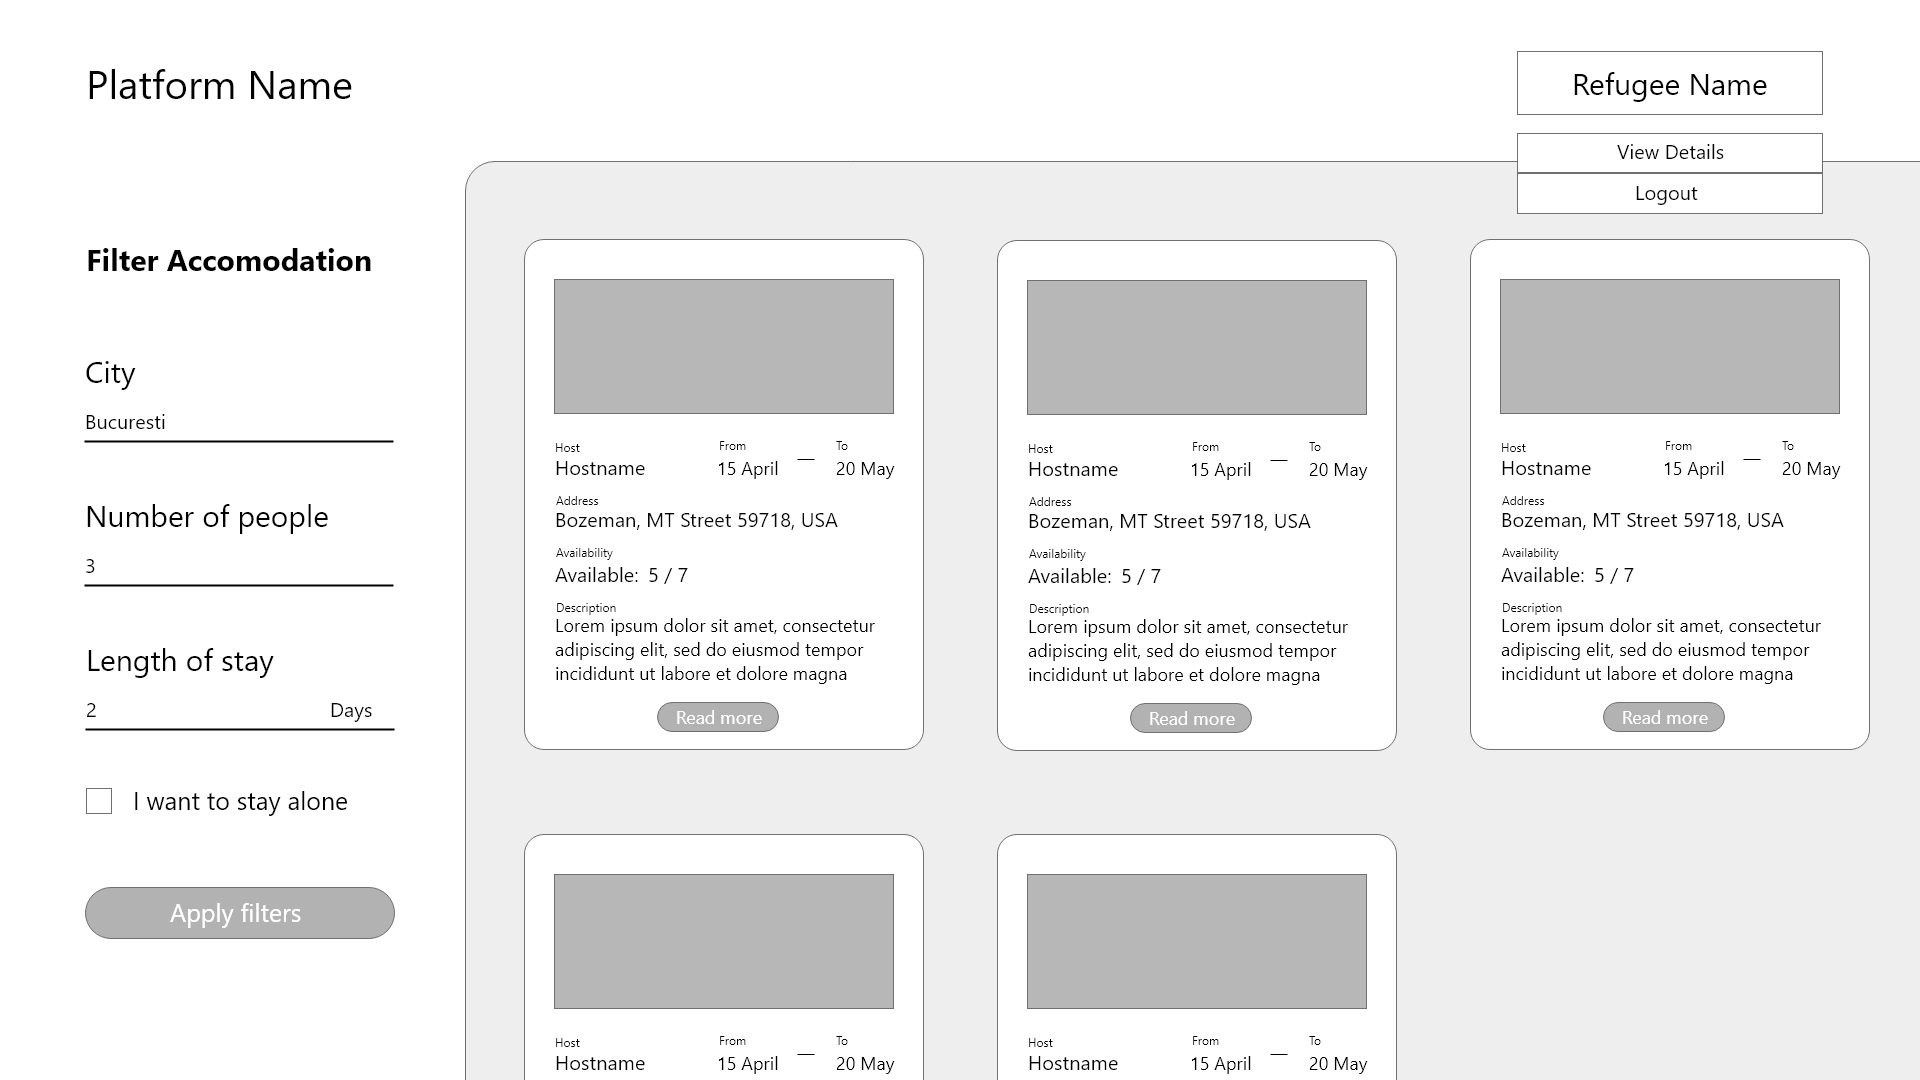 Platform Name
Refugee Name
View Details
Logout
Filter Accomodation
City
Bucuresti
Number of people
3
Length of stay
2 Days
I want to stay alone
Apply filters
Host From To
Hostname 15 April — 20 May
Address
Bozeman, MT Street 59718, USA
Availability
Available: 5 / 7
Description
Lorem ipsum dolor sit amet, consectetur
adipiscing elit, sed do eiusmod tempor
incididunt ut labore et dolore magna
Read more
Host From To
Hostname 15 April — 20 May
Address
Bozeman, MT Street 59718, USA
Availability
Available: 5 / 7
Description
Lorem ipsum dolor sit amet, consectetur
adipiscing elit, sed do eiusmod tempor
incididunt ut labore et dolore magna
Read more
Host From To
Hostname 15 April — 20 May
Address
Bozeman, MT Street 59718, USA
Availability
Available: 5 / 7
Description
Lorem ipsum dolor sit amet, consectetur
adipiscing elit, sed do eiusmod tempor
incididunt ut labore et dolore magna
Read more
Host From To
Hostname 15 April — 20 May
Host From To
Hostname 15 April — 20 May